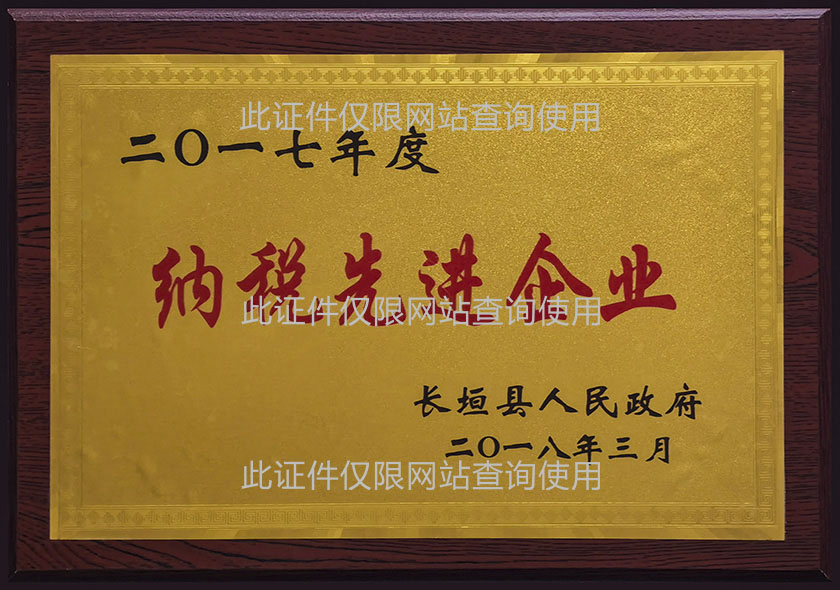 此证件仅限网站查询使用
二〇一七年度
纳税先进企业
此证件仅限网站查询使用
长垣县人民政府
二〇一八年三月
此证件仅限网站查询使用